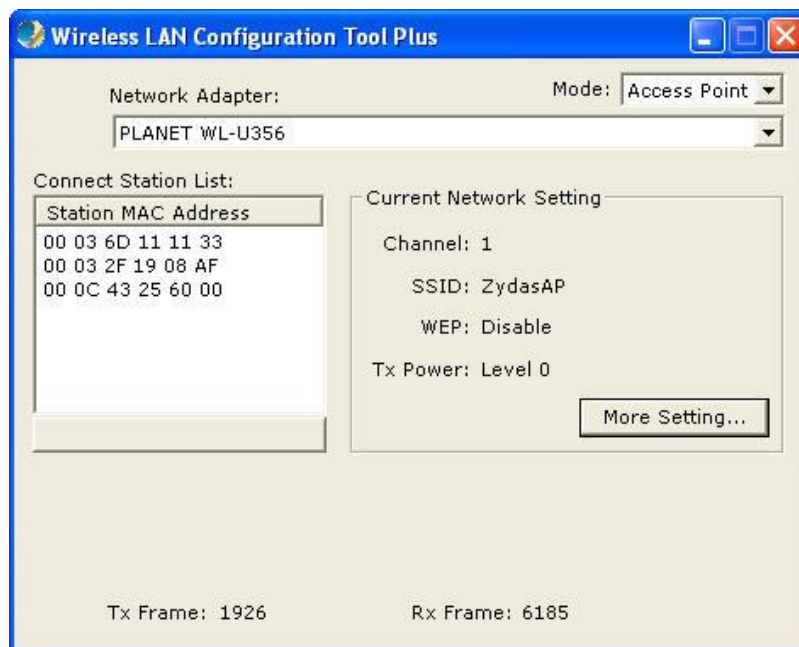 Wireless LAN Configuration Tool Plus
Mode: Access Point
Network Adapter:
PLANET WL-U356
Connect Station List:
Station MAC Address
00 03 6D 11 11 33
00 03 2F 19 08 AF
00 0C 43 25 60 00
Current Network Setting
Channel: 1
SSID: ZydasAP
WEP: Disable
Tx Power: Level 0
More Setting...
Tx Frame: 1926
Rx Frame: 6185